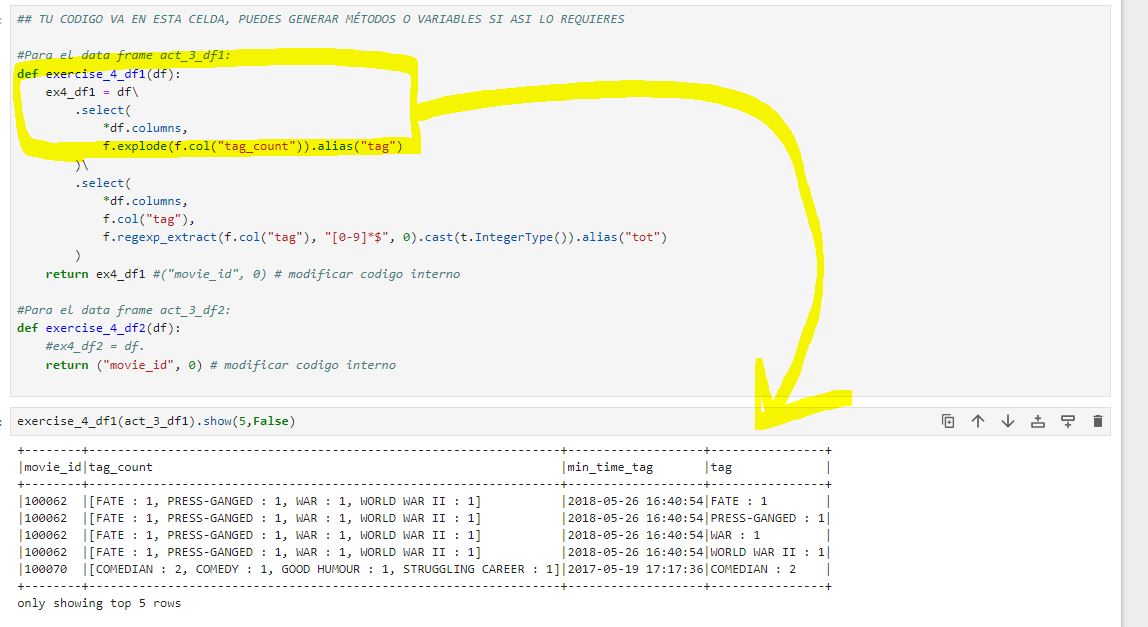 ## TU CODIGO VA EN ESTA CELDA, PUEDES GENERAR MÉTODOS O VARIABLES SI ASI LO REQUIERES

#Para el data frame act_3_df1:
def exercise_4_df1(df):
    ex4_df1 = df\
        .select(
            *df.columns,
            f.explode(f.col("tag_count")).alias("tag")
        )\
        .select(
            *df.columns,
            f.col("tag"),
            f.regexp_extract(f.col("tag"), "[0-9]*$", 0).cast(t.IntegerType()).alias("tot")
        )
    return ex4_df1 #("movie_id", 0) # modificar codigo interno

#Para el data frame act_3_df2:
def exercise_4_df2(df):
    #ex4_df2 = df.
    return ("movie_id", 0) # modificar codigo interno

exercise_4_df1(act_3_df1).show(5,False)
+--------+------------------------------------------------------------------+-------------------+----------------+
|movie_id|tag_count                                                         |min_time_tag       |tag             |
+--------+------------------------------------------------------------------+-------------------+----------------+
|100062  |[FATE : 1, PRESS-GANGED : 1, WAR : 1, WORLD WAR II : 1]           |2018-05-26 16:40:54|FATE : 1        |
|100062  |[FATE : 1, PRESS-GANGED : 1, WAR : 1, WORLD WAR II : 1]           |2018-05-26 16:40:54|PRESS-GANGED : 1|
|100062  |[FATE : 1, PRESS-GANGED : 1, WAR : 1, WORLD WAR II : 1]           |2018-05-26 16:40:54|WAR : 1         |
|100062  |[FATE : 1, PRESS-GANGED : 1, WAR : 1, WORLD WAR II : 1]           |2018-05-26 16:40:54|WORLD WAR II : 1|
|100070  |[COMEDIAN : 2, COMEDY : 1, GOOD HUMOUR : 1, STRUGGLING CAREER : 1]|2017-05-19 17:17:36|COMEDIAN : 2    |
+--------+------------------------------------------------------------------+-------------------+----------------+
only showing top 5 rows